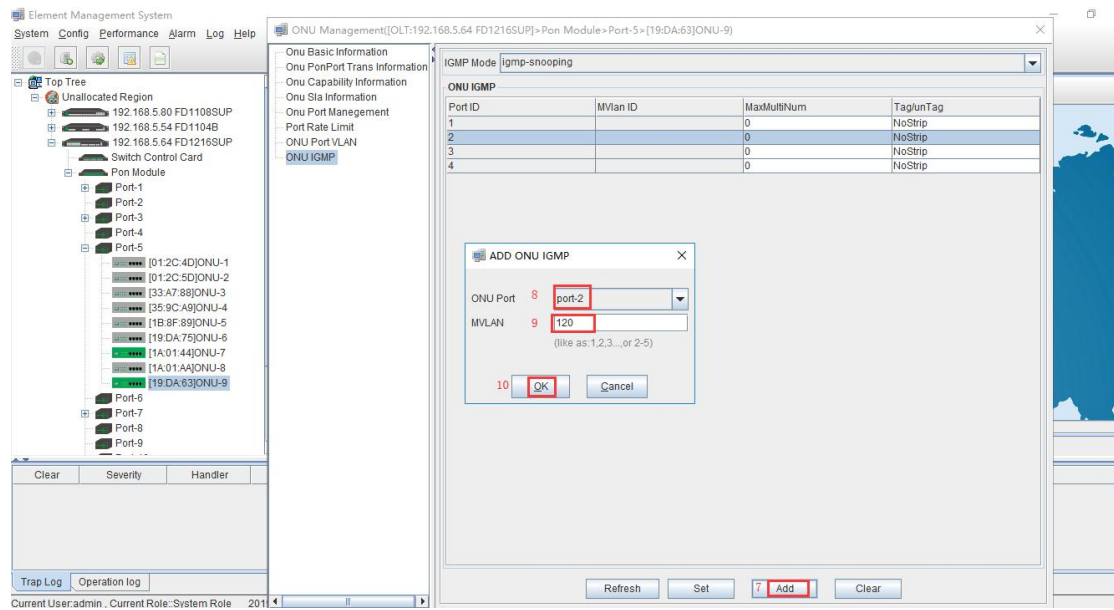 Element Management System
System Config Performance Alarm Log Help
Top Tree
Unallocated Region
192.168.5.80 FD1108SUP
192.168.5.54 FD1104B
192.168.5.64 FD1216SUP
Switch Control Card
Pon Module
Port-1
Port-2
Port-3
Port-4
Port-5
[01:2C:4D]ONU-1
[01:2C:5D]ONU-2
[33:A7:88]ONU-3
[35:9C:A9]ONU-4
[1B:8F:89]ONU-5
[19:DA:75]ONU-6
[1A:01:44]ONU-7
[1A:01:AA]ONU-8
[19:DA:63]ONU-9
Port-6
Port-7
Port-8
Port-9
Clear Severity Handler
Trap Log Operation log
Current User:admin , Current Role::System Role 201
ONU Management([OLT:192.168.5.64 FD1216SUP]>Pon Module>Port-5>[19:DA:63]ONU-9)
Onu Basic Information
Onu PonPort Trans Information
Onu Capability Information
Onu Sla Information
Onu Port Manegement
Port Rate Limit
ONU Port VLAN
ONU IGMP
IGMP Mode igmp-snooping
ONU IGMP
Port ID MVlan ID MaxMultiNum Tag/unTag
1 0 NoStrip
2 0 NoStrip
3 0 NoStrip
4 0 NoStrip
ADD ONU IGMP
ONU Port 8 port-2
MVLAN 9 120
(like as:1,2,3...,or 2-5)
10 OK Cancel
Refresh Set 7 Add Clear